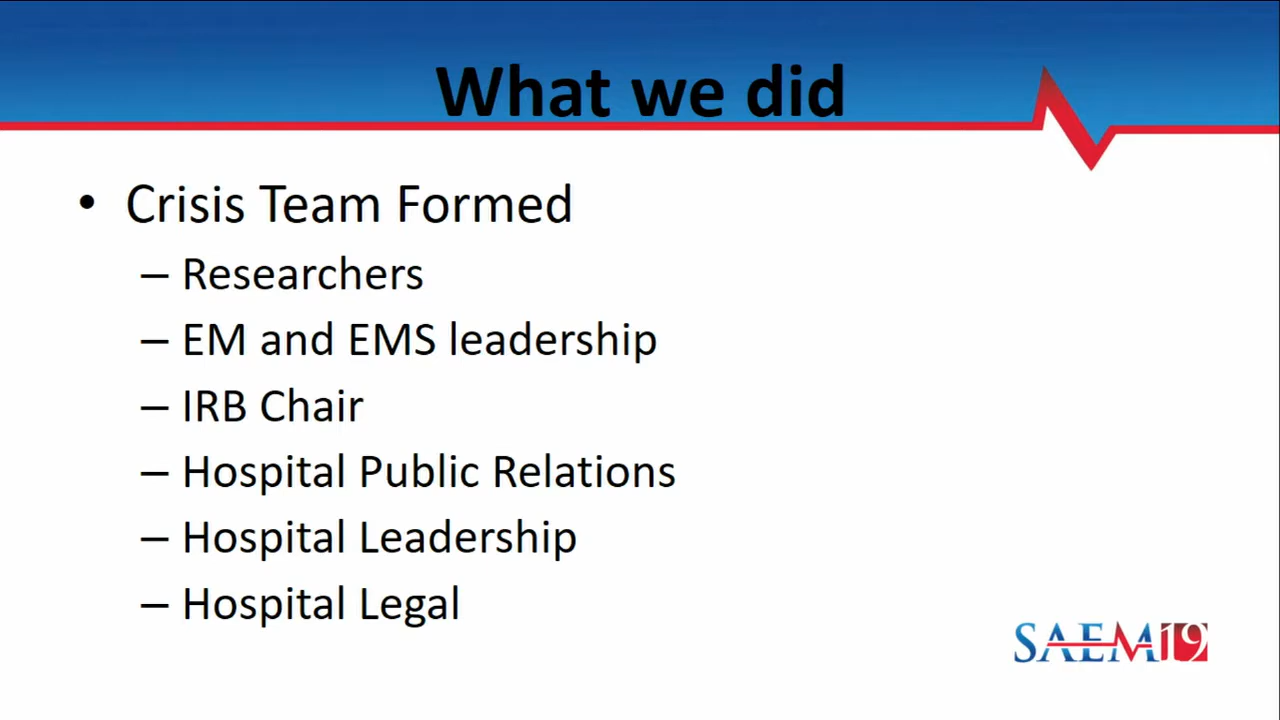 What we did
• Crisis Team Formed
– Researchers
– EM and EMS leadership
– IRB Chair
– Hospital Public Relations
– Hospital Leadership
– Hospital Legal
SAEM19